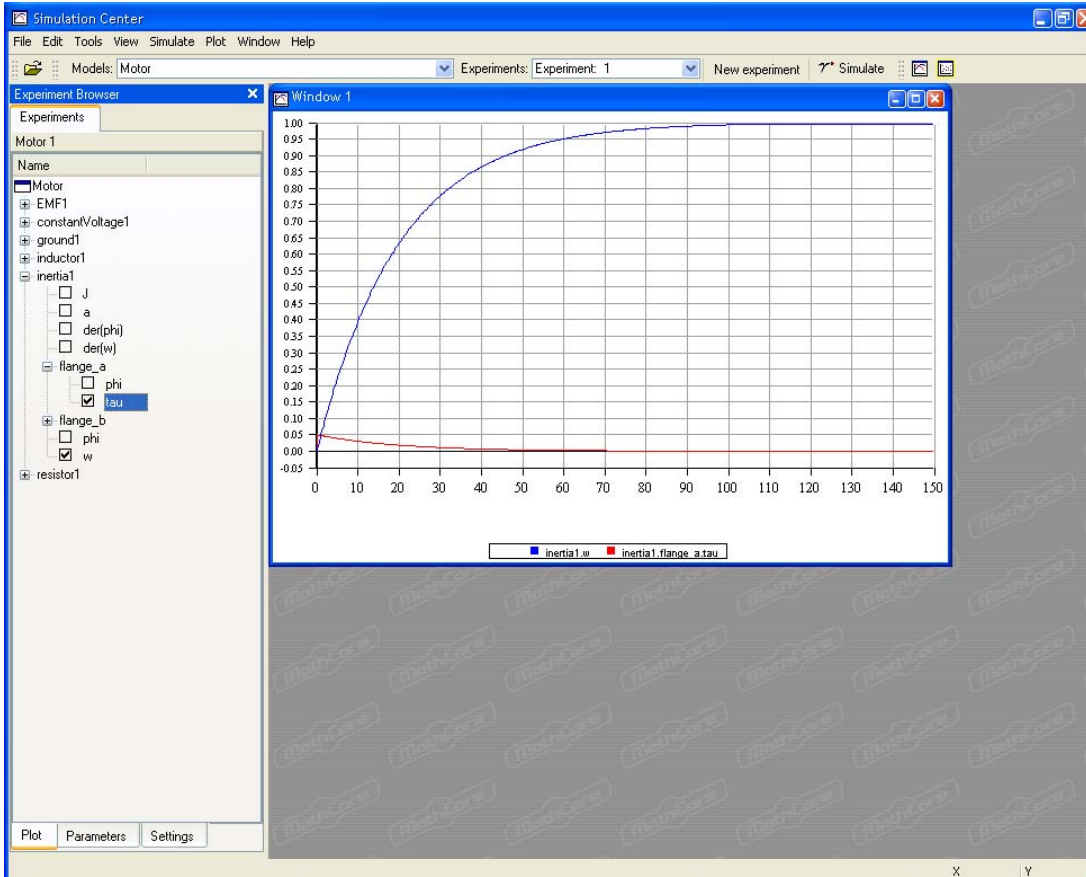 Simulation Center
File Edit Tools View Simulate Plot Window Help
Models: Motor Experiments: Experiment: 1 New experiment Simulate
Experiment Browser
Experiments
Motor 1
Name
Motor
EMF1
constantVoltage1
ground1
inductor1
inertia1
J
a
der(phi)
der(w)
flange_a
phi
tau
flange_b
phi
w
resistor1
Plot Parameters Settings
Window 1
1.00
0.95
0.90
0.85
0.80
0.75
0.70
0.65
0.60
0.55
0.50
0.45
0.40
0.35
0.30
0.25
0.20
0.15
0.10
0.05
0.00
-0.05
0 10 20 30 40 50 60 70 80 90 100 110 120 130 140 150
inertia1.w inertia1.flange_a.tau
MathCore
X Y